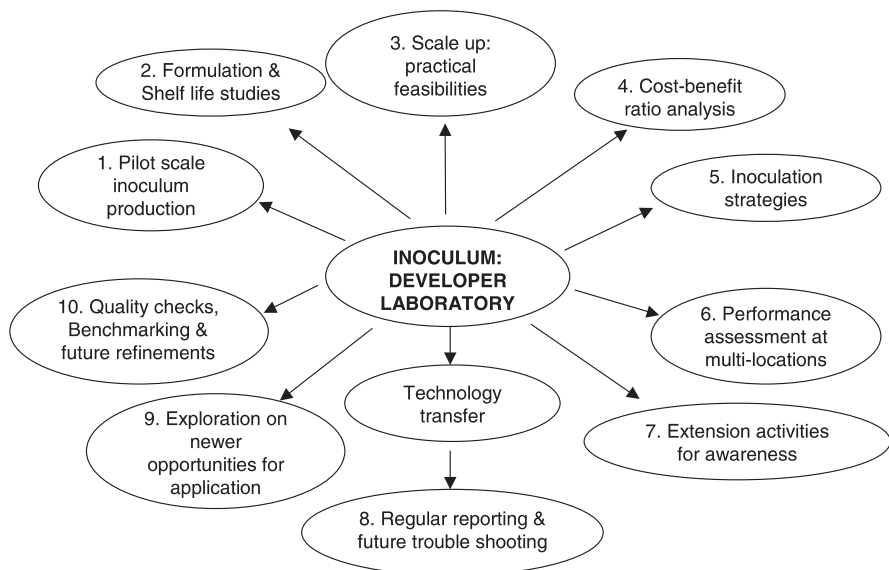 3. Scale up:
practical
feasibilities
2. Formulation &
Shelf life studies
4. Cost-benefit
ratio analysis
1. Pilot scale
inoculum
production
5. Inoculation
strategies
INOCULUM:
DEVELOPER
LABORATORY
10. Quality checks,
Benchmarking &
future refinements
6. Performance
assessment at
multi-locations
Technology
transfer
9. Exploration on
newer
opportunities for
application
7. Extension activities
for awareness
8. Regular reporting &
future trouble shooting